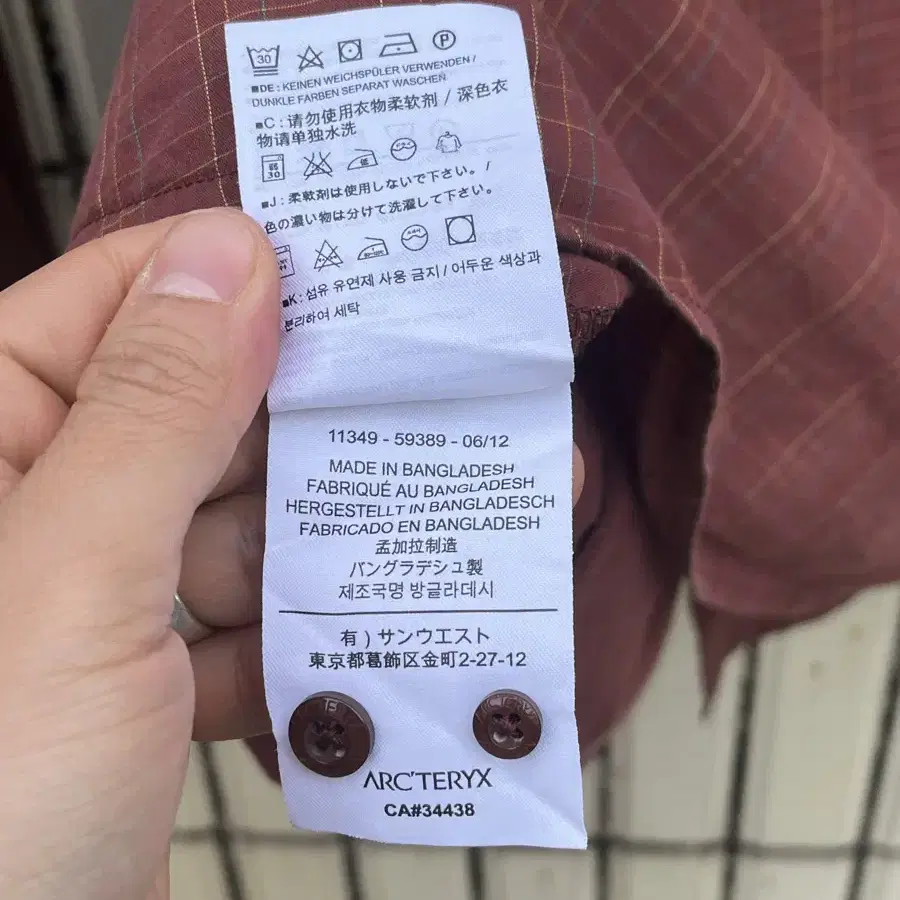 30
P
■DE : KEINEN WEICHSPÜLER VERWENDEN /
DUNKLE FARBEN SEPARAT WASCHEN
■C : 请勿使用衣物柔软剂 / 深色衣
物请单独水洗
弱
30
ドライ
■J : 柔軟剤は使用しないで下さい。/
色の濃い物は分けて洗濯して下さい。
■K : 섬유 유연제 사용 금지 / 어두운 색상과
분리하여 세탁
11349 - 59389 - 06/12
MADE IN BANGLADESH
FABRIQUÉ AU BANGLADESH
HERGESTELLT IN BANGLADESCH
FABRICADO EN BANGLADESH
孟加拉制造
バングラデシュ製
제조국명 방글라데시
有 ) サンウエスト
東京都葛飾区金町2-27-12
ARC'TERYX
ARC'TERYX
CA#34438